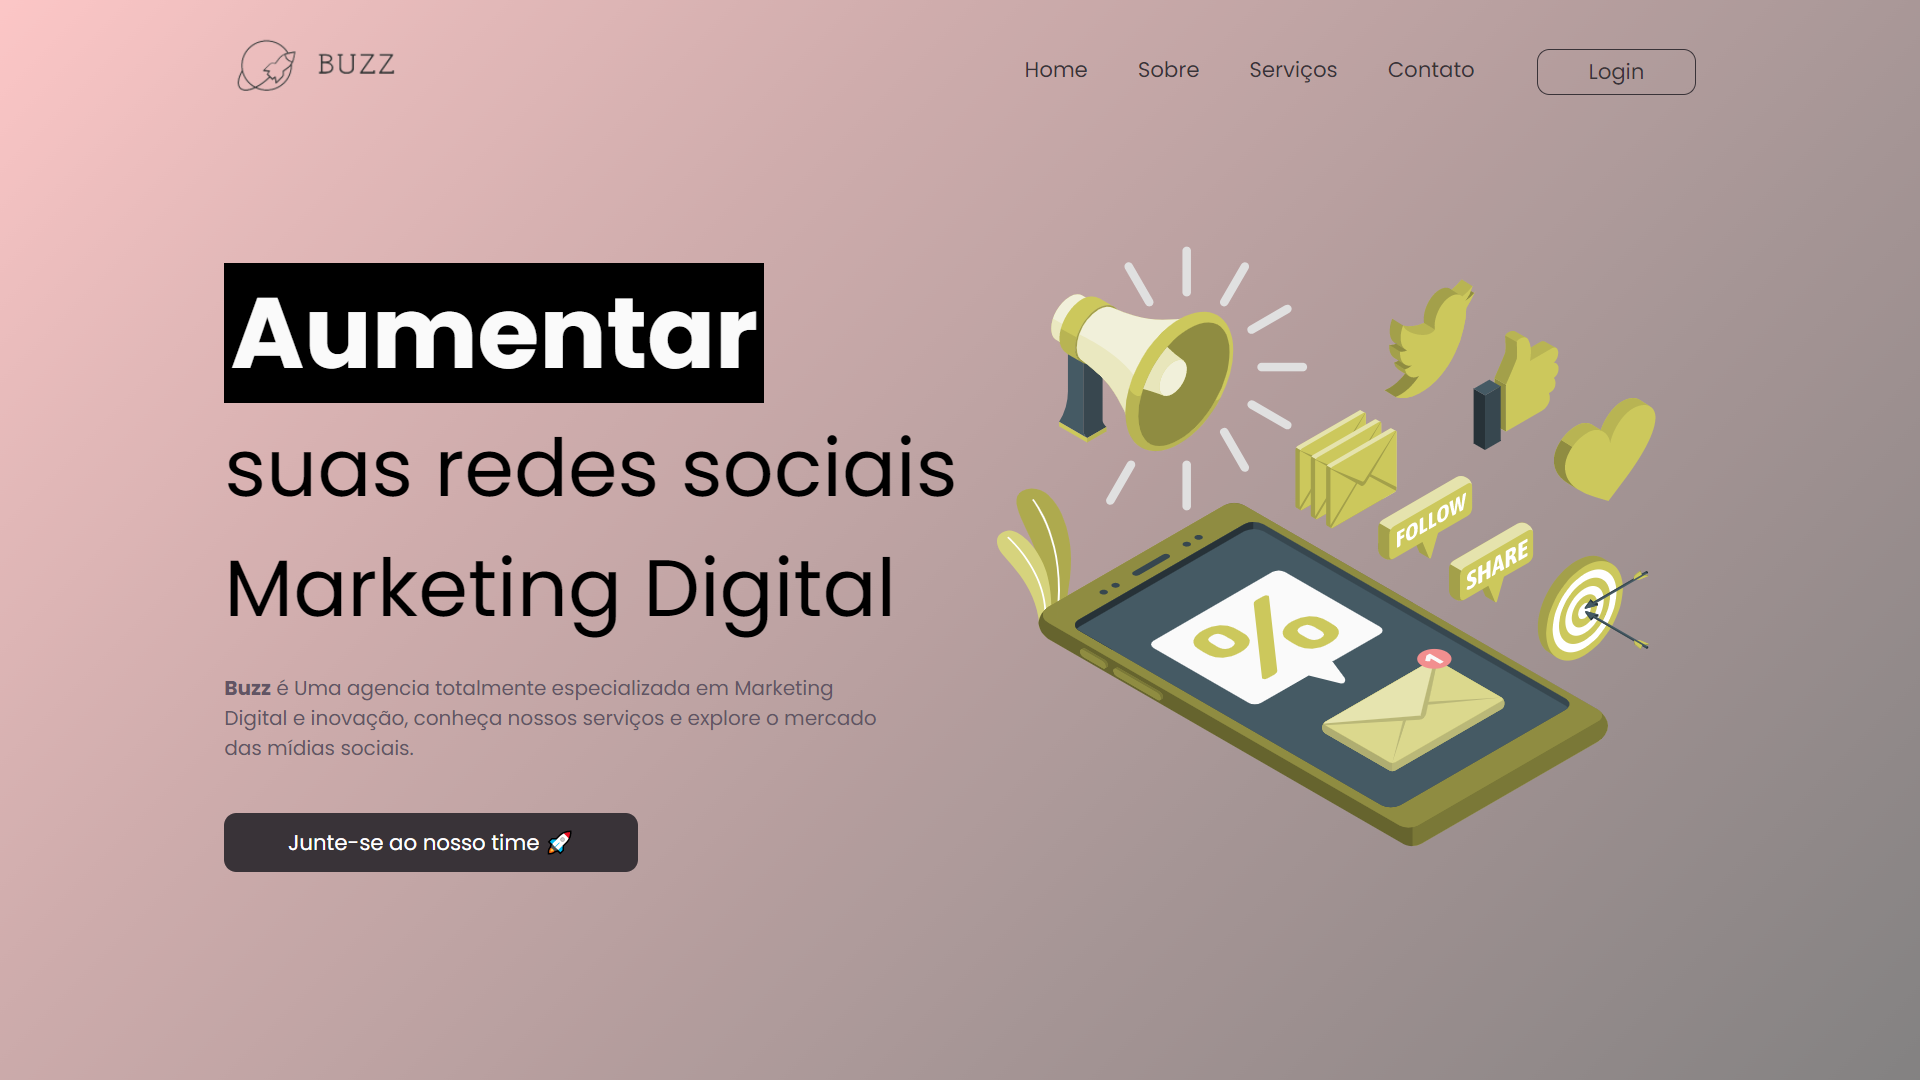 BUZZ
Home Sobre Serviços Contato Login
Aumentar
suas redes sociais
Marketing Digital
Buzz é Uma agencia totalmente especializada em Marketing
Digital e inovação, conheça nossos serviços e explore o mercado
das mídias sociais.
Junte-se ao nosso time 🚀
FOLLOW
SHARE
%
1